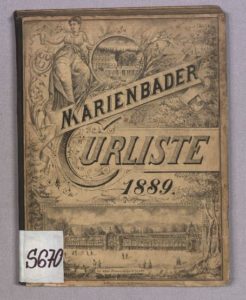 MARIENBADER
CURLISTE
1889.
S670